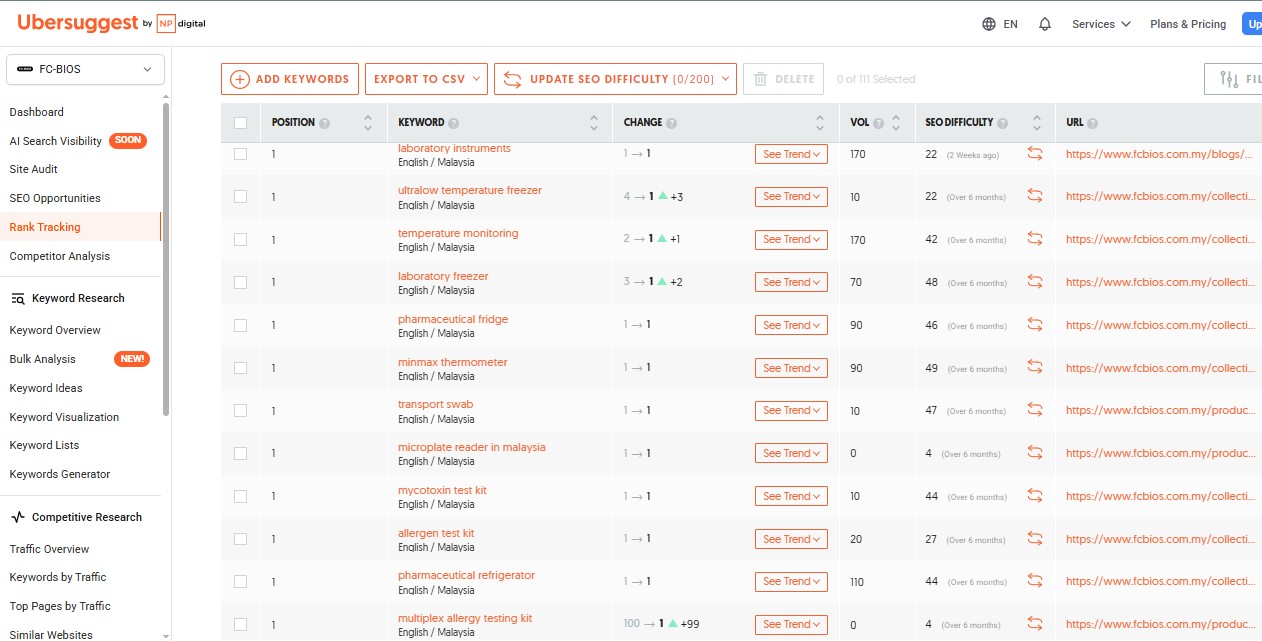 Ubersuggest by NP digital
EN Services Plans & Pricing Up
FC-BIOS
ADD KEYWORDS EXPORT TO CSV UPDATE SEO DIFFICULTY (0/200) DELETE 0 of 111 Selected FIL
Dashboard
AI Search Visibility SOON
Site Audit
SEO Opportunities
Rank Tracking
Competitor Analysis
Keyword Research
Keyword Overview
Bulk Analysis NEW!
Keyword Ideas
Keyword Visualization
Keyword Lists
Keywords Generator
Competitive Research
Traffic Overview
Keywords by Traffic
Top Pages by Traffic
Similar Websites
POSITION ? KEYWORD ? CHANGE ? VOL ? SEO DIFFICULTY ? URL ?
1 laboratory instruments 1 → 1 See Trend 170 22 (2 Weeks ago) https://www.fcbios.com.my/blogs/...
English / Malaysia
1 ultralow temperature freezer 4 → 1 ▲ +3 See Trend 10 22 (Over 6 months) https://www.fcbios.com.my/collecti...
English / Malaysia
1 temperature monitoring 2 → 1 ▲ +1 See Trend 170 42 (Over 6 months) https://www.fcbios.com.my/collecti...
English / Malaysia
1 laboratory freezer 3 → 1 ▲ +2 See Trend 70 48 (Over 6 months) https://www.fcbios.com.my/collecti...
English / Malaysia
1 pharmaceutical fridge 1 → 1 See Trend 90 46 (Over 6 months) https://www.fcbios.com.my/collecti...
English / Malaysia
1 minmax thermometer 1 → 1 See Trend 90 49 (Over 6 months) https://www.fcbios.com.my/collecti...
English / Malaysia
1 transport swab 1 → 1 See Trend 10 47 (Over 6 months) https://www.fcbios.com.my/produc...
English / Malaysia
1 microplate reader in malaysia 1 → 1 See Trend 0 4 (Over 6 months) https://www.fcbios.com.my/produc...
English / Malaysia
1 mycotoxin test kit 1 → 1 See Trend 10 44 (Over 6 months) https://www.fcbios.com.my/collecti...
English / Malaysia
1 allergen test kit 1 → 1 See Trend 20 27 (Over 6 months) https://www.fcbios.com.my/collecti...
English / Malaysia
1 pharmaceutical refrigerator 1 → 1 See Trend 110 44 (Over 6 months) https://www.fcbios.com.my/collecti...
English / Malaysia
1 multiplex allergy testing kit 100 → 1 ▲ +99 See Trend 0 4 (Over 6 months) https://www.fcbios.com.my/produc...
English / Malaysia